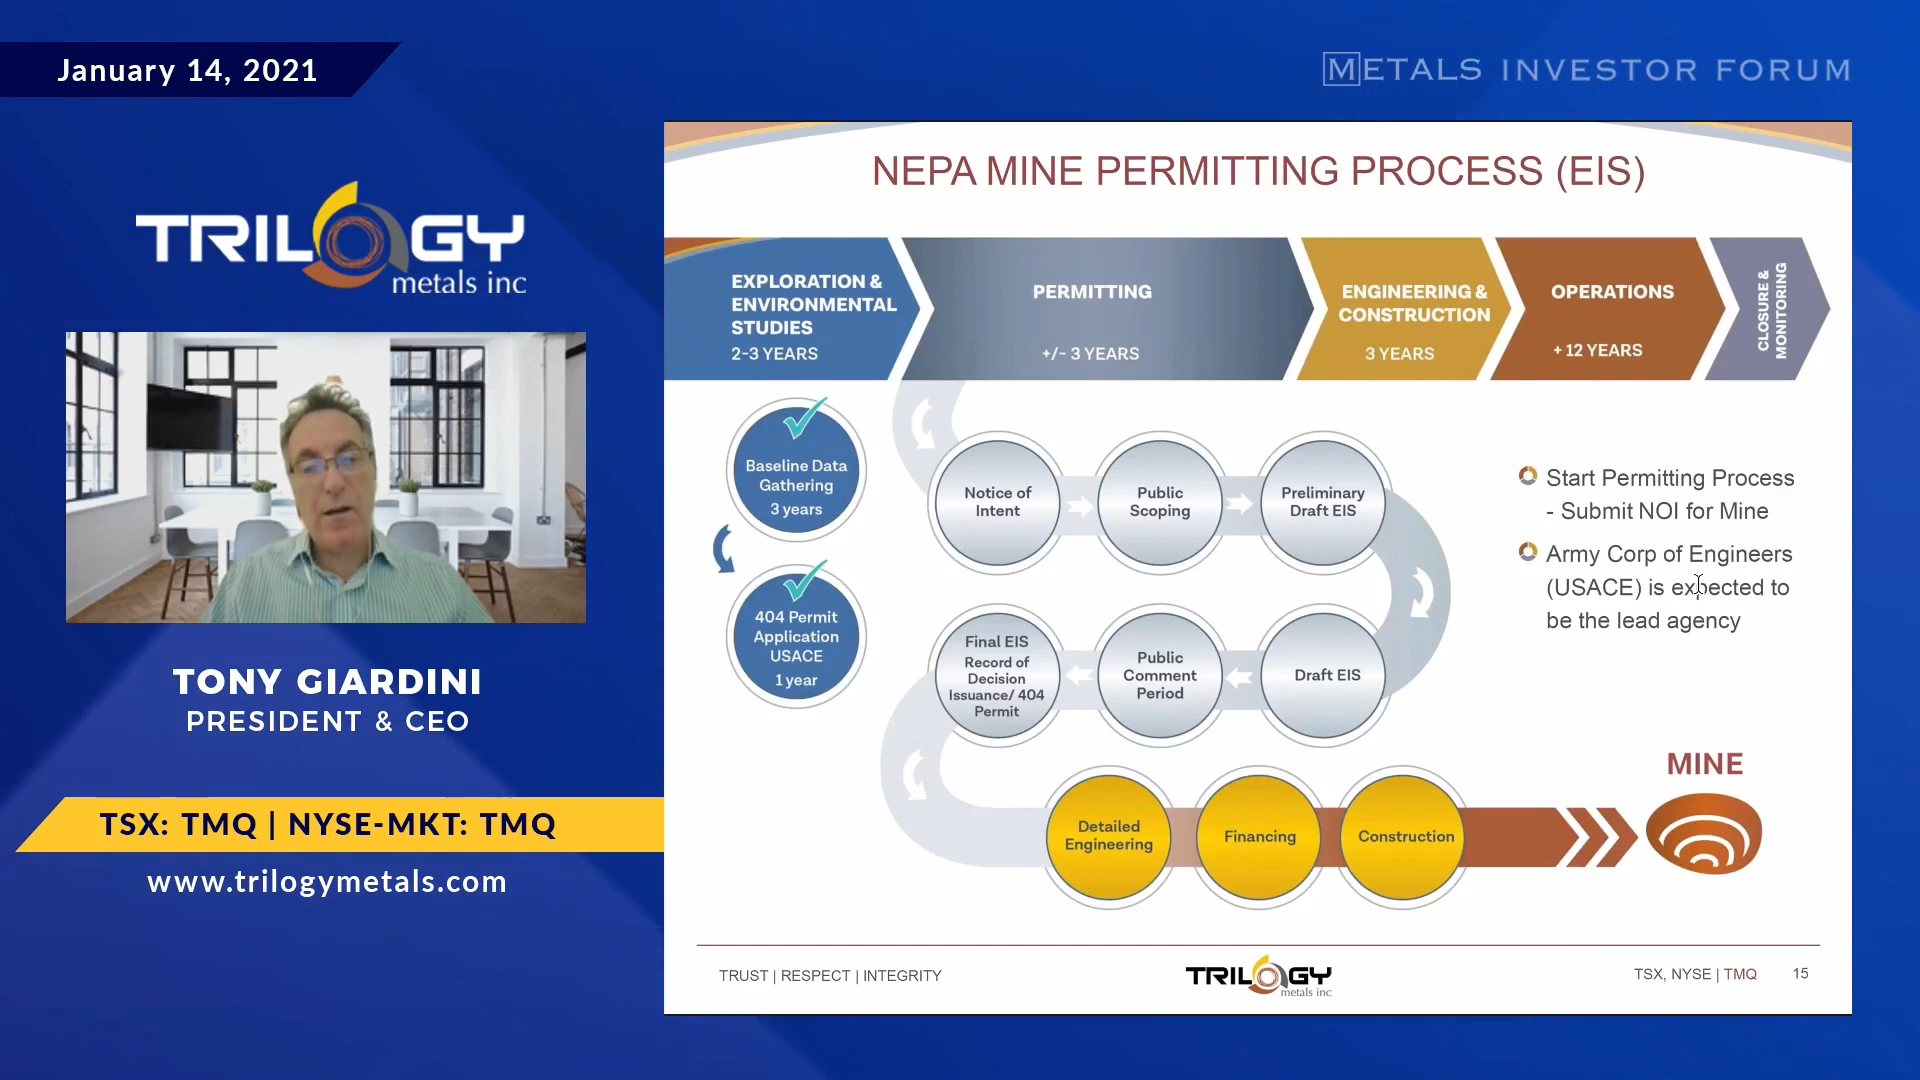 January 14, 2021
METALS INVESTOR FORUM
TRILOGY
metals inc
TONY GIARDINI
PRESIDENT & CEO
TSX: TMQ | NYSE-MKT: TMQ
www.trilogymetals.com
NEPA MINE PERMITTING PROCESS (EIS)
EXPLORATION &
ENVIRONMENTAL
STUDIES
2-3 YEARS
PERMITTING
+/- 3 YEARS
ENGINEERING &
CONSTRUCTION
3 YEARS
OPERATIONS
+ 12 YEARS
CLOSURE &
MONITORING
Baseline Data
Gathering
3 years
404 Permit
Application
USACE
1 year
Notice of
Intent
Public
Scoping
Preliminary
Draft EIS
Final EIS
Record of
Decision
Issuance/ 404
Permit
Public
Comment
Period
Draft EIS
Detailed
Engineering
Financing
Construction
MINE
Start Permitting Process
- Submit NOI for Mine
Army Corp of Engineers
(USACE) is expected to
be the lead agency
TRUST | RESPECT | INTEGRITY
TRILOGY
metals inc
TSX, NYSE | TMQ
15